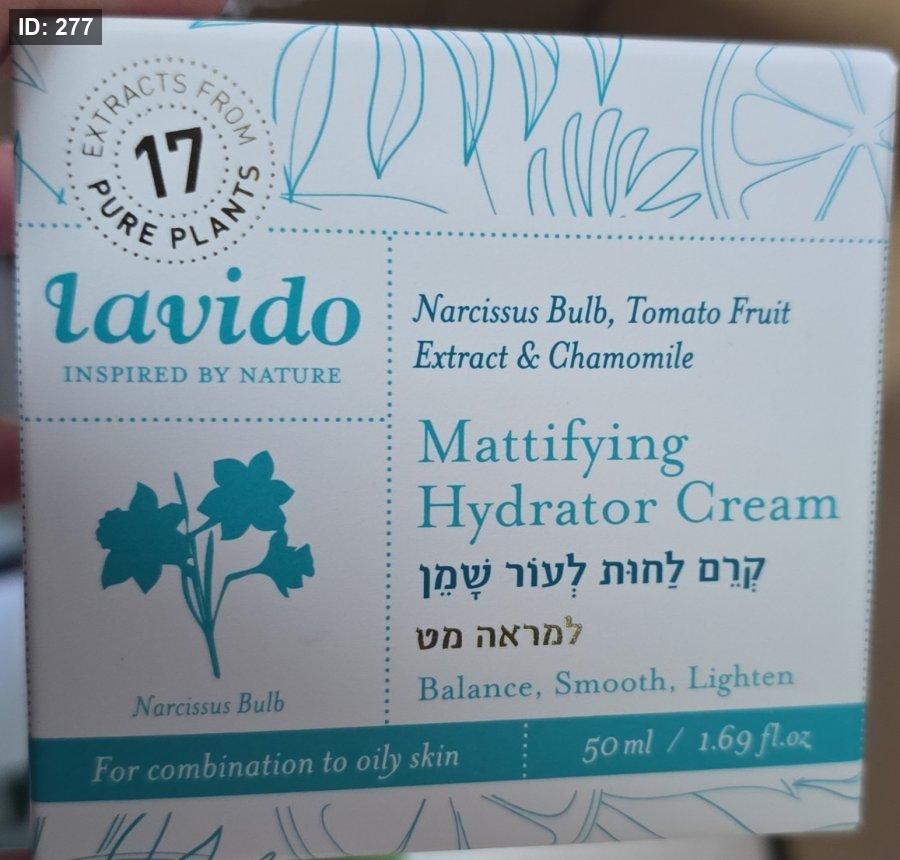 ID: 277
EXTRACTS FROM
17
PURE PLANTS
lavido
INSPIRED BY NATURE
Narcissus Bulb, Tomato Fruit
Extract & Chamomile
Mattifying
Hydrator Cream
קְרֵם לַחוּת לְעוֹר שָׁמֵן
למראה מט
Balance, Smooth, Lighten
Narcissus Bulb
For combination to oily skin
50 ml / 1.69 fl.oz